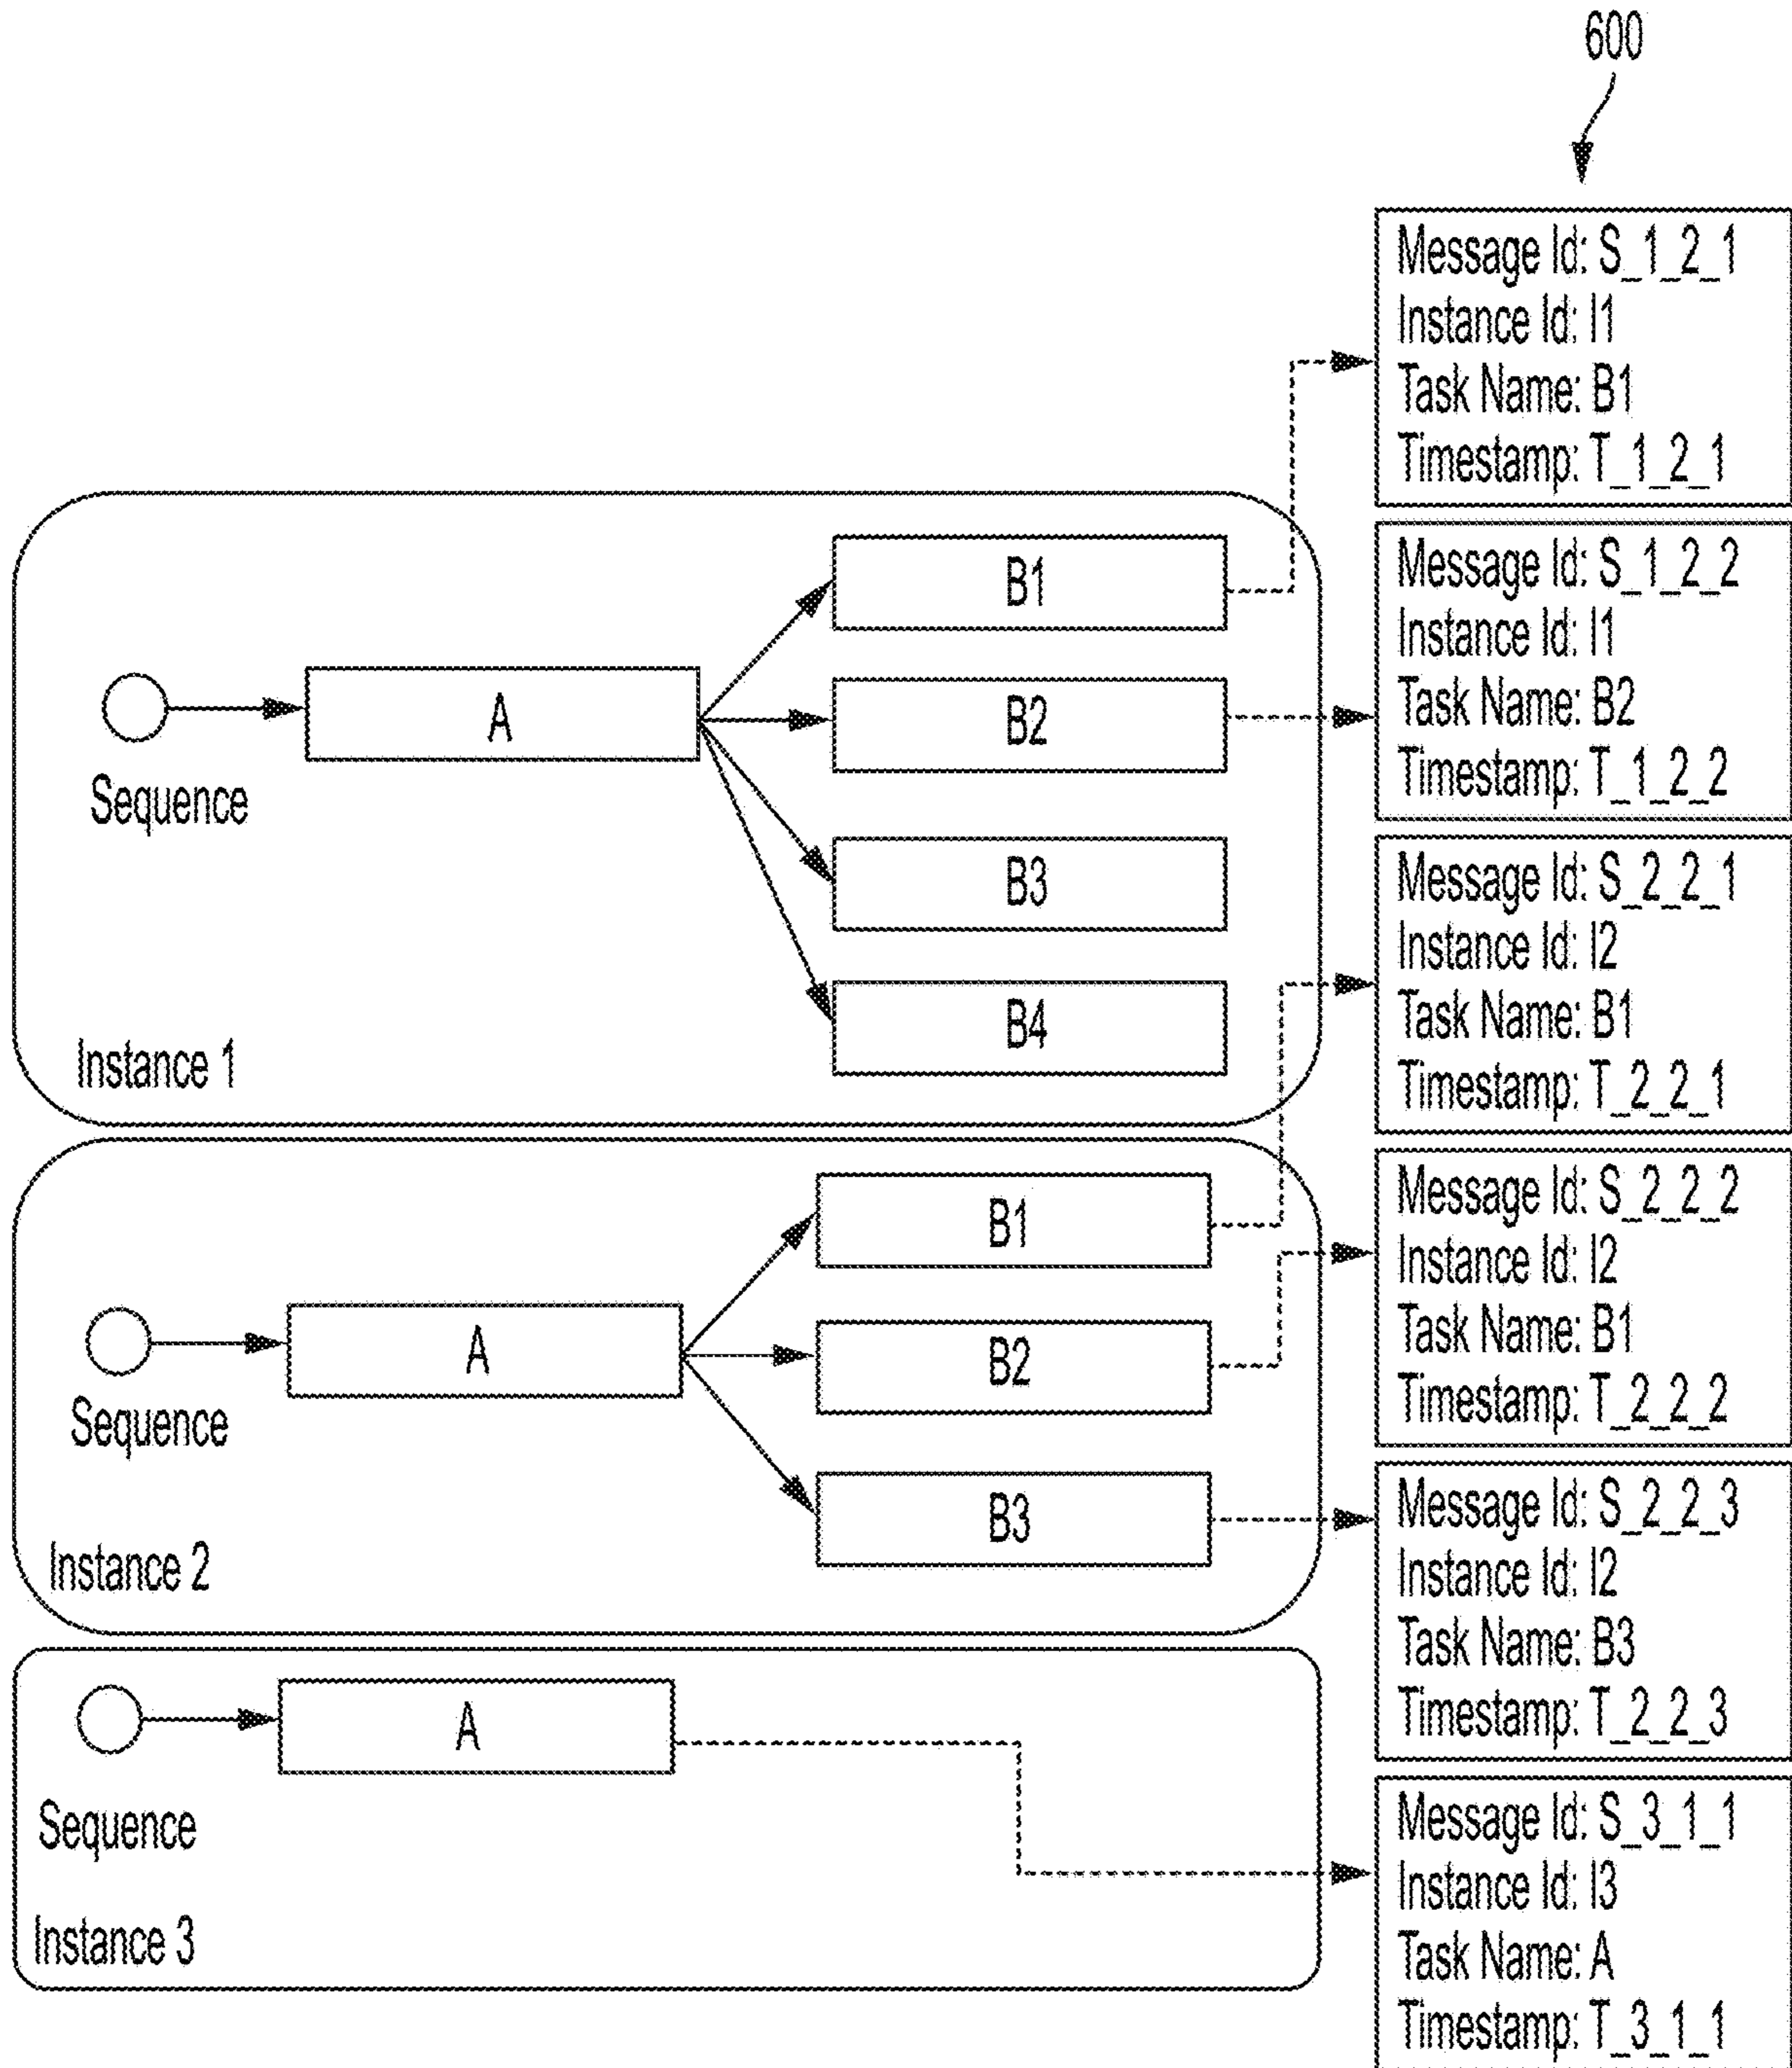 600
Message Id: S_1_2_1
Instance Id: I1
Task Name: B1
Timestamp: T_1_2_1
Message Id: S_1_2_2
Instance Id: I1
Task Name: B2
Timestamp: T_1_2_2
Message Id: S_2_2_1
Instance Id: I2
Task Name: B1
Timestamp: T_2_2_1
Message Id: S_2_2_2
Instance Id: I2
Task Name: B1
Timestamp: T_2_2_2
Message Id: S_2_2_3
Instance Id: I2
Task Name: B3
Timestamp: T_2_2_3
Message Id: S_3_1_1
Instance Id: I3
Task Name: A
Timestamp: T_3_1_1
B1
A
B2
Sequence
B3
B4
Instance 1
B1
A
B2
Sequence
B3
Instance 2
A
Sequence
Instance 3